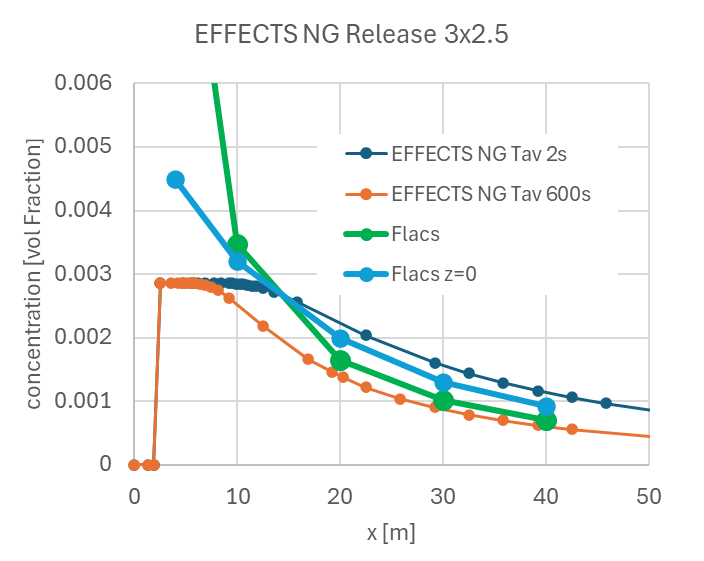 EFFECTS NG Release 3x2.5
concentration [vol Fraction]
0.006
0.005
0.004
0.003
0.002
0.001
0
EFFECTS NG Tav 2s
EFFECTS NG Tav 600s
Flacs
Flacs z=0
0 10 20 30 40 50
x [m]